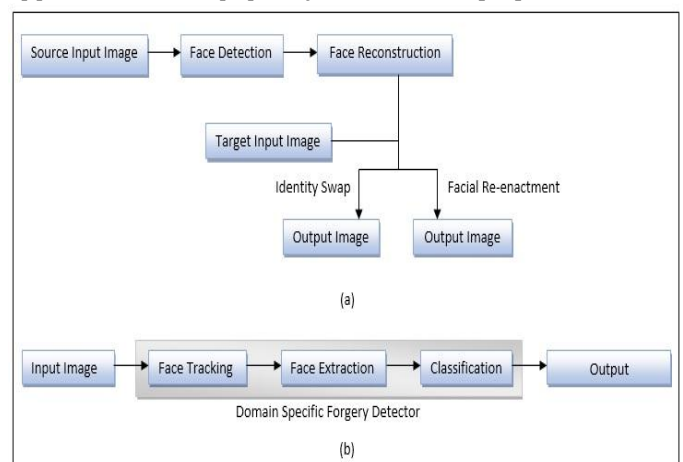 Source Input Image
Face Detection
Face Reconstruction
Target Input Image
Identity Swap
Facial Re-enactment
Output Image
Output Image
(a)
Input Image
Face Tracking
Face Extraction
Classification
Output
Domain Specific Forgery Detector
(b)